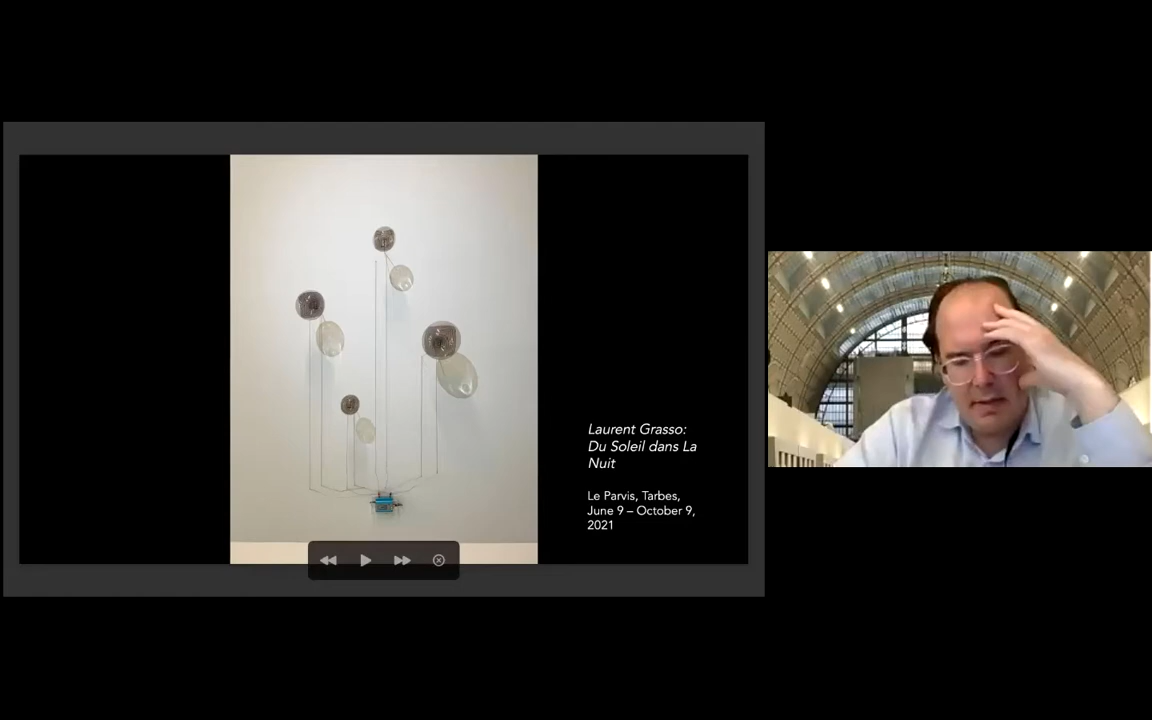 Laurent Grasso:
Du Soleil dans La
Nuit
Le Parvis, Tarbes,
June 9 – October 9,
2021